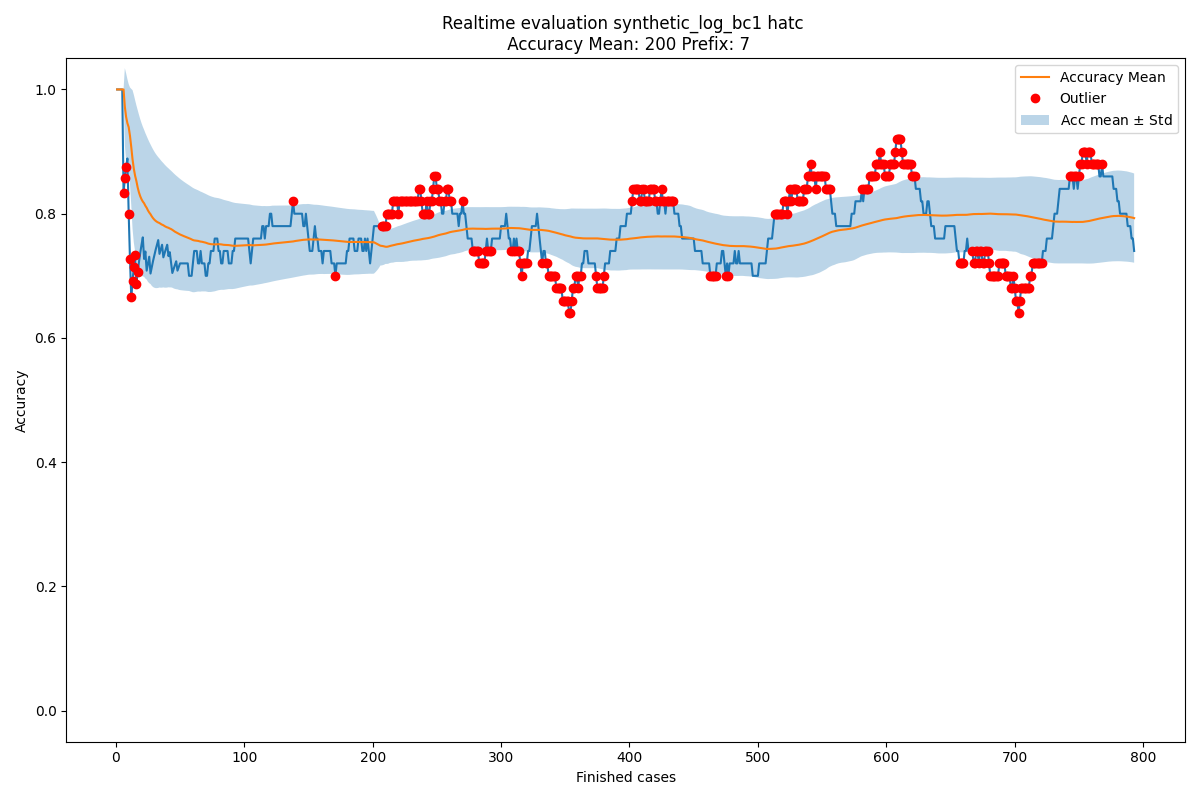 Realtime evaluation synthetic_log_bc1 hatc
Accuracy Mean: 200 Prefix: 7
Accuracy Mean
Outlier
Acc mean ± Std
1.0
0.8
0.6
0.4
0.2
0.0
Accuracy
0 100 200 300 400 500 600 700 800
Finished cases